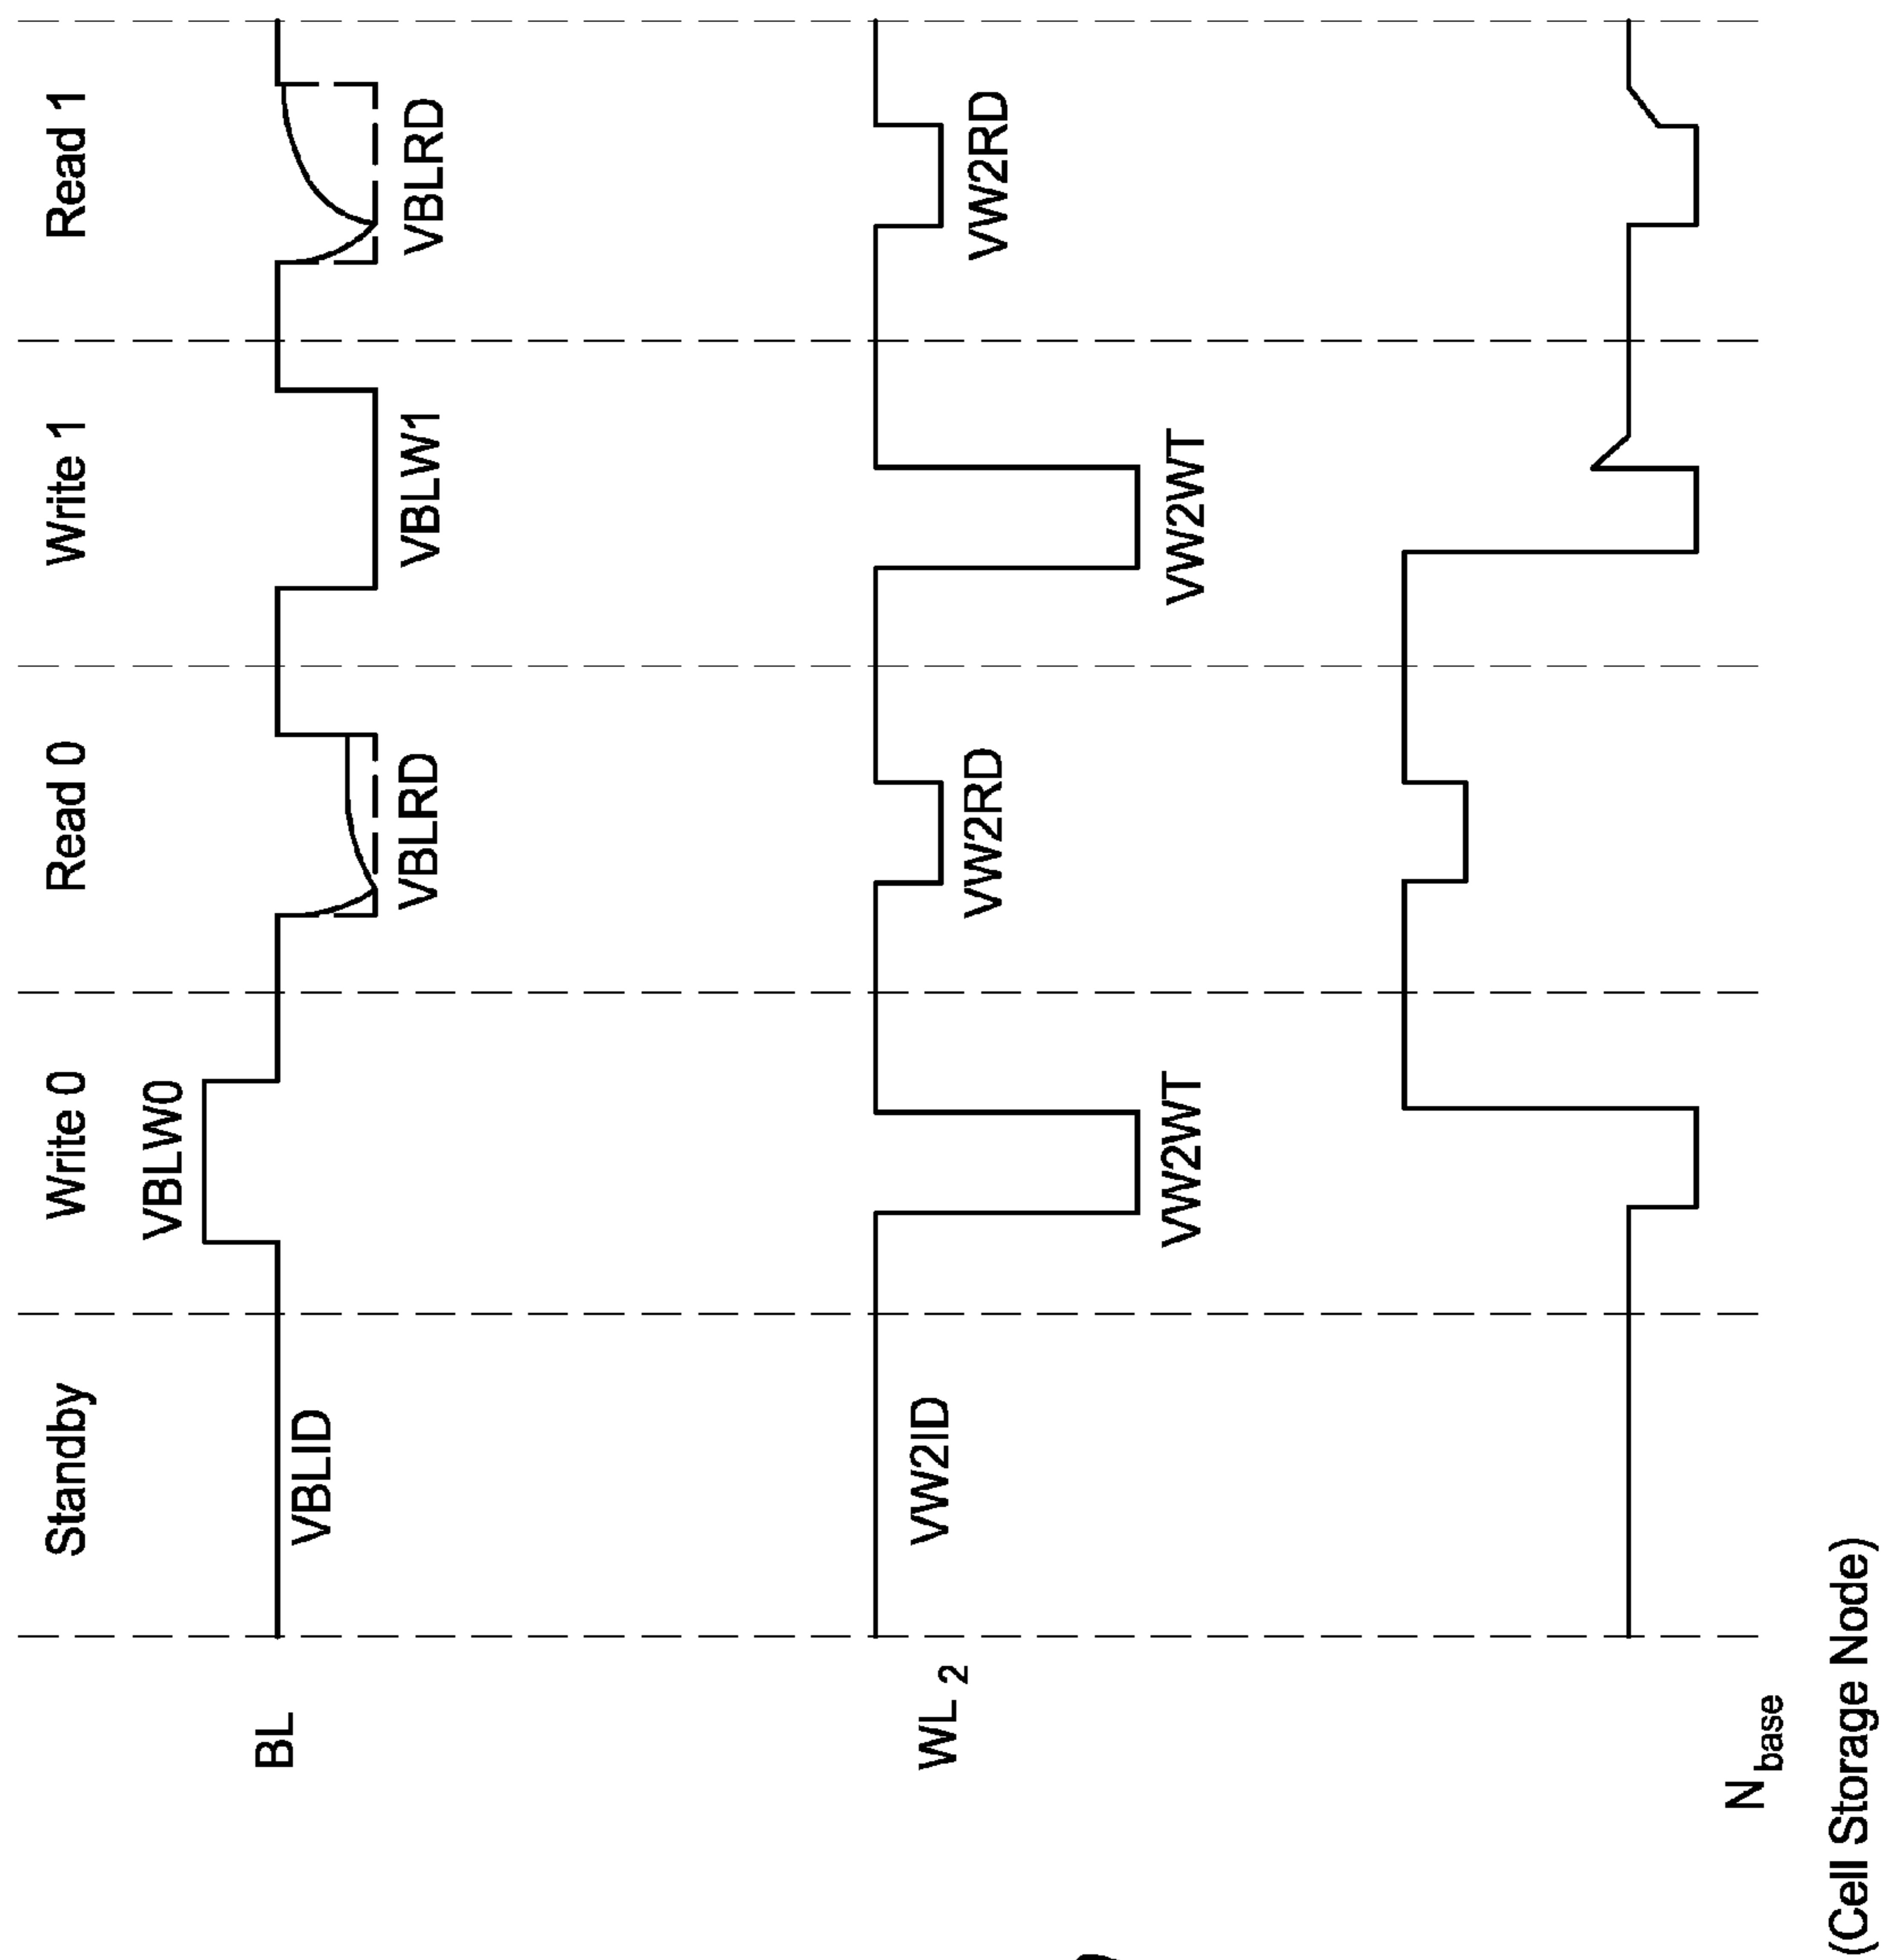 Standby Write 0 Read 0 Write 1 Read 1
VBLW0
BL
VBLID VBLRD VBLW1 VBLRD
WL 2
VW2ID VW2RD VW2RD
VW2WT VW2WT
N base
(Cell Storage Node)